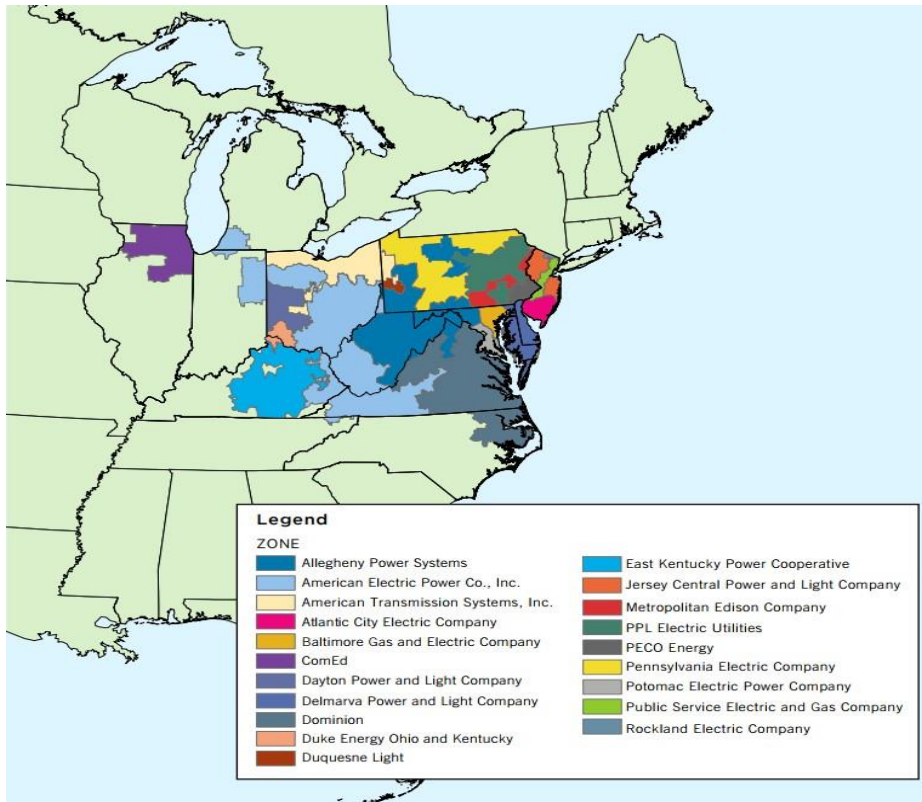 Legend
ZONE
Allegheny Power Systems
American Electric Power Co., Inc.
American Transmission Systems, Inc.
Atlantic City Electric Company
Baltimore Gas and Electric Company
ComEd
Dayton Power and Light Company
Delmarva Power and Light Company
Dominion
Duke Energy Ohio and Kentucky
Duquesne Light
East Kentucky Power Cooperative
Jersey Central Power and Light Company
Metropolitan Edison Company
PPL Electric Utilities
PECO Energy
Pennsylvania Electric Company
Potomac Electric Power Company
Public Service Electric and Gas Company
Rockland Electric Company